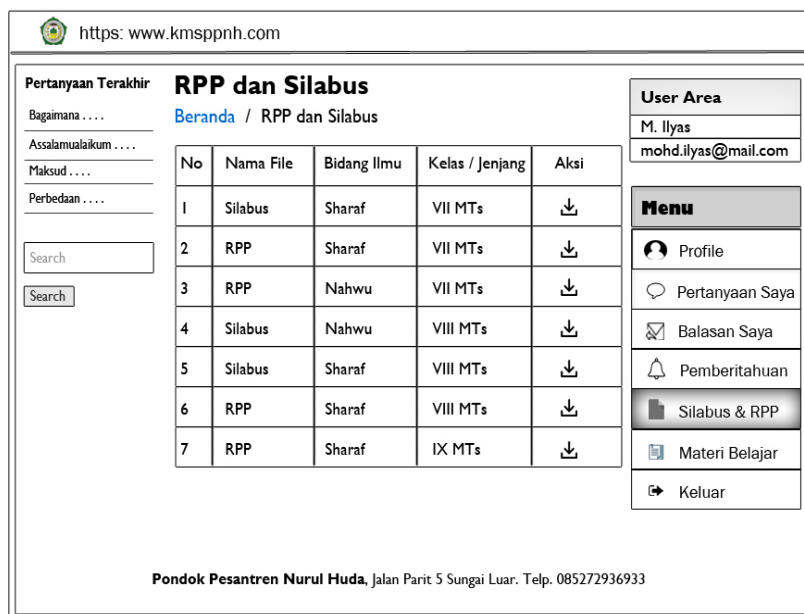 https: www.kmsppnh.com
Pertanyaan Terakhir
Bagaimana . . . .
Assalamualaikum . . . .
Maksud . . . .
Perbedaan . . . .
Search
Search
RPP dan Silabus
Beranda / RPP dan Silabus
No Nama File Bidang Ilmu Kelas / Jenjang Aksi
1 Silabus Sharaf VII MTs
2 RPP Sharaf VII MTs
3 RPP Nahwu VII MTs
4 Silabus Nahwu VIII MTs
5 Silabus Sharaf VIII MTs
6 RPP Sharaf VIII MTs
7 RPP Sharaf IX MTs
User Area
M. Ilyas
mohd.ilyas@mail.com
Menu
Profile
Pertanyaan Saya
Balasan Saya
Pemberitahuan
Silabus & RPP
Materi Belajar
Keluar
Pondok Pesantren Nurul Huda, Jalan Parit 5 Sungai Luar. Telp. 085272936933